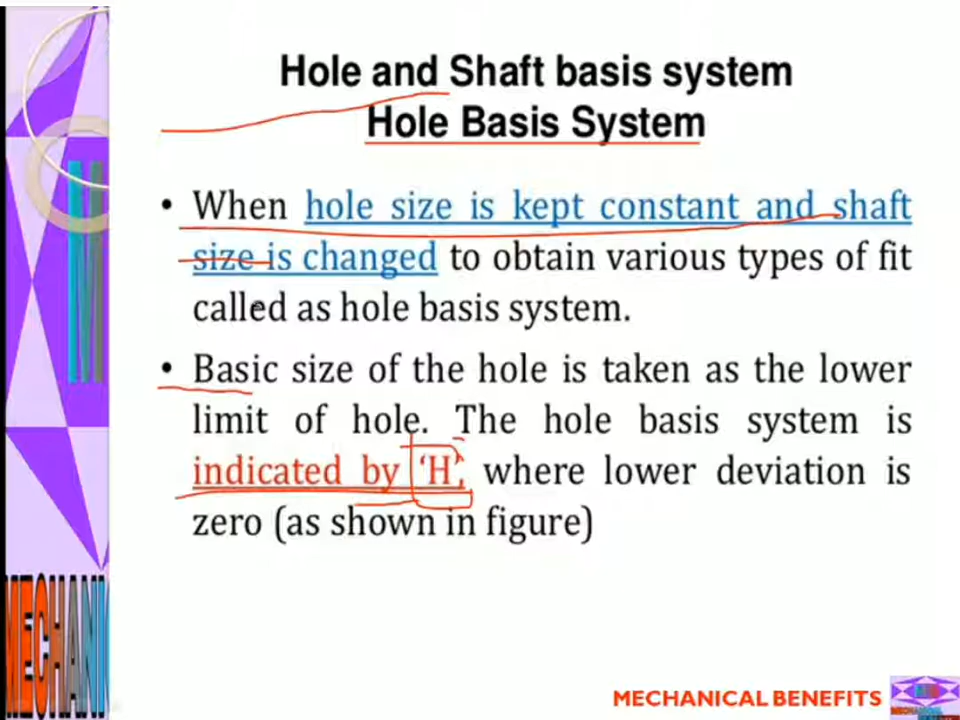 Hole and Shaft basis system
Hole Basis System
• When hole size is kept constant and shaft
size is changed to obtain various types of fit
called as hole basis system.
• Basic size of the hole is taken as the lower
limit of hole. The hole basis system is
indicated by ‘H’, where lower deviation is
zero (as shown in figure)
MECHANI
MECHANICAL BENEFITS